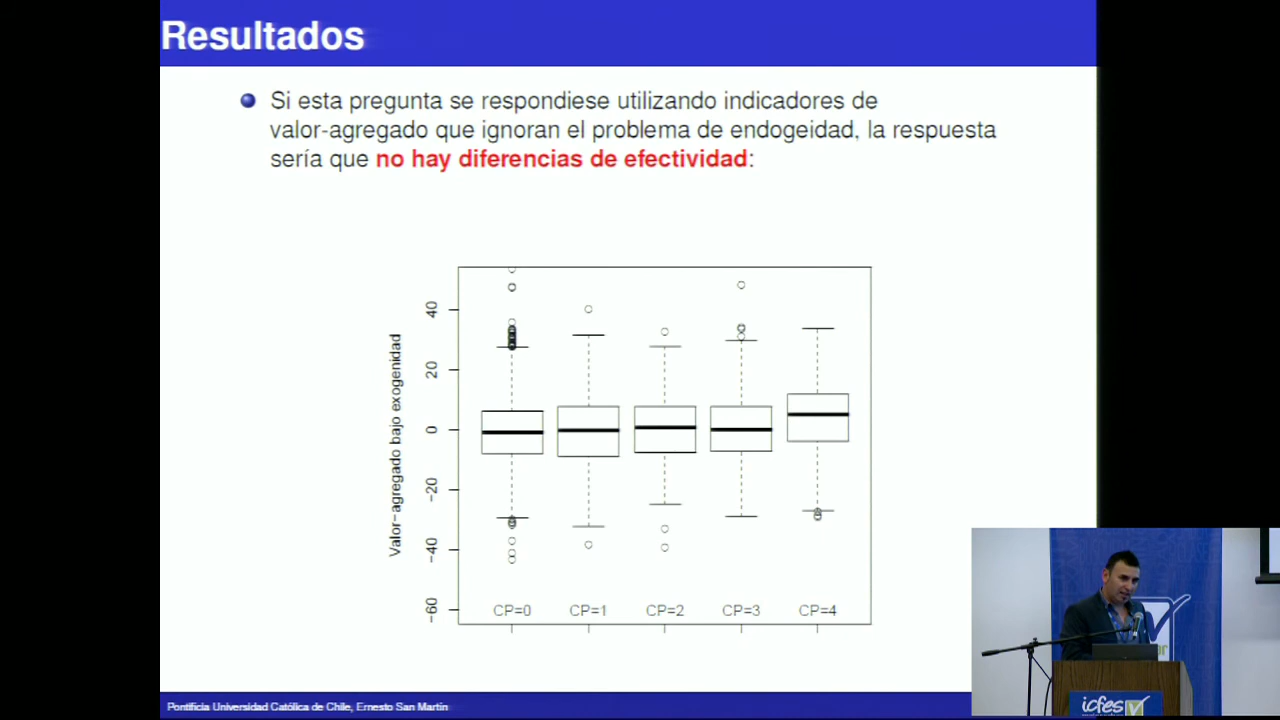 Resultados
Si esta pregunta se respondiese utilizando indicadores de
valor-agregado que ignoran el problema de endogeidad, la respuesta
sería que no hay diferencias de efectividad:
Valor-agregado bajo exogenidad
40
20
0
-20
-40
-60
CP=0 CP=1 CP=2 CP=3 CP=4
Pontificia Universidad Católica de Chile, Ernesto San Martín
icfes